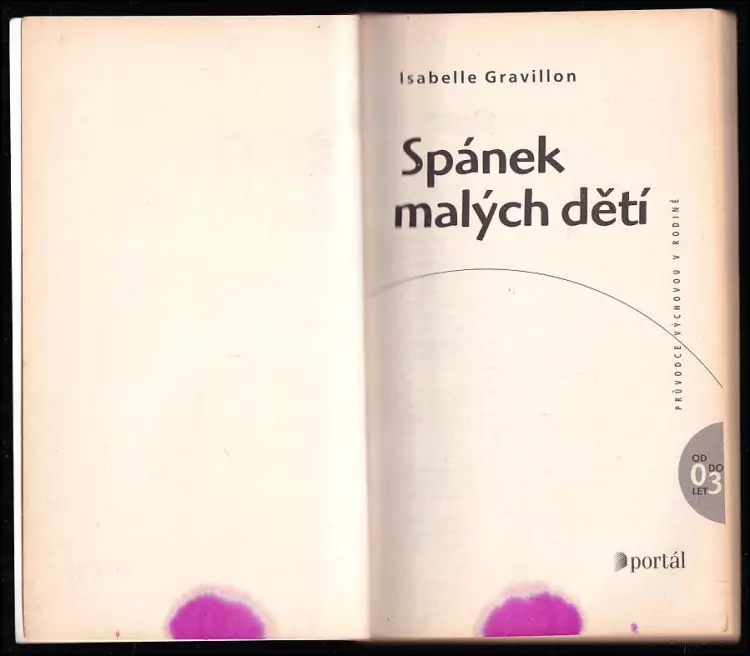 Isabelle Gravillon
Spánek
malých dětí
PRŮVODCE VÝCHOVOU V RODINĚ
OD
0 DO
LET 3
portál